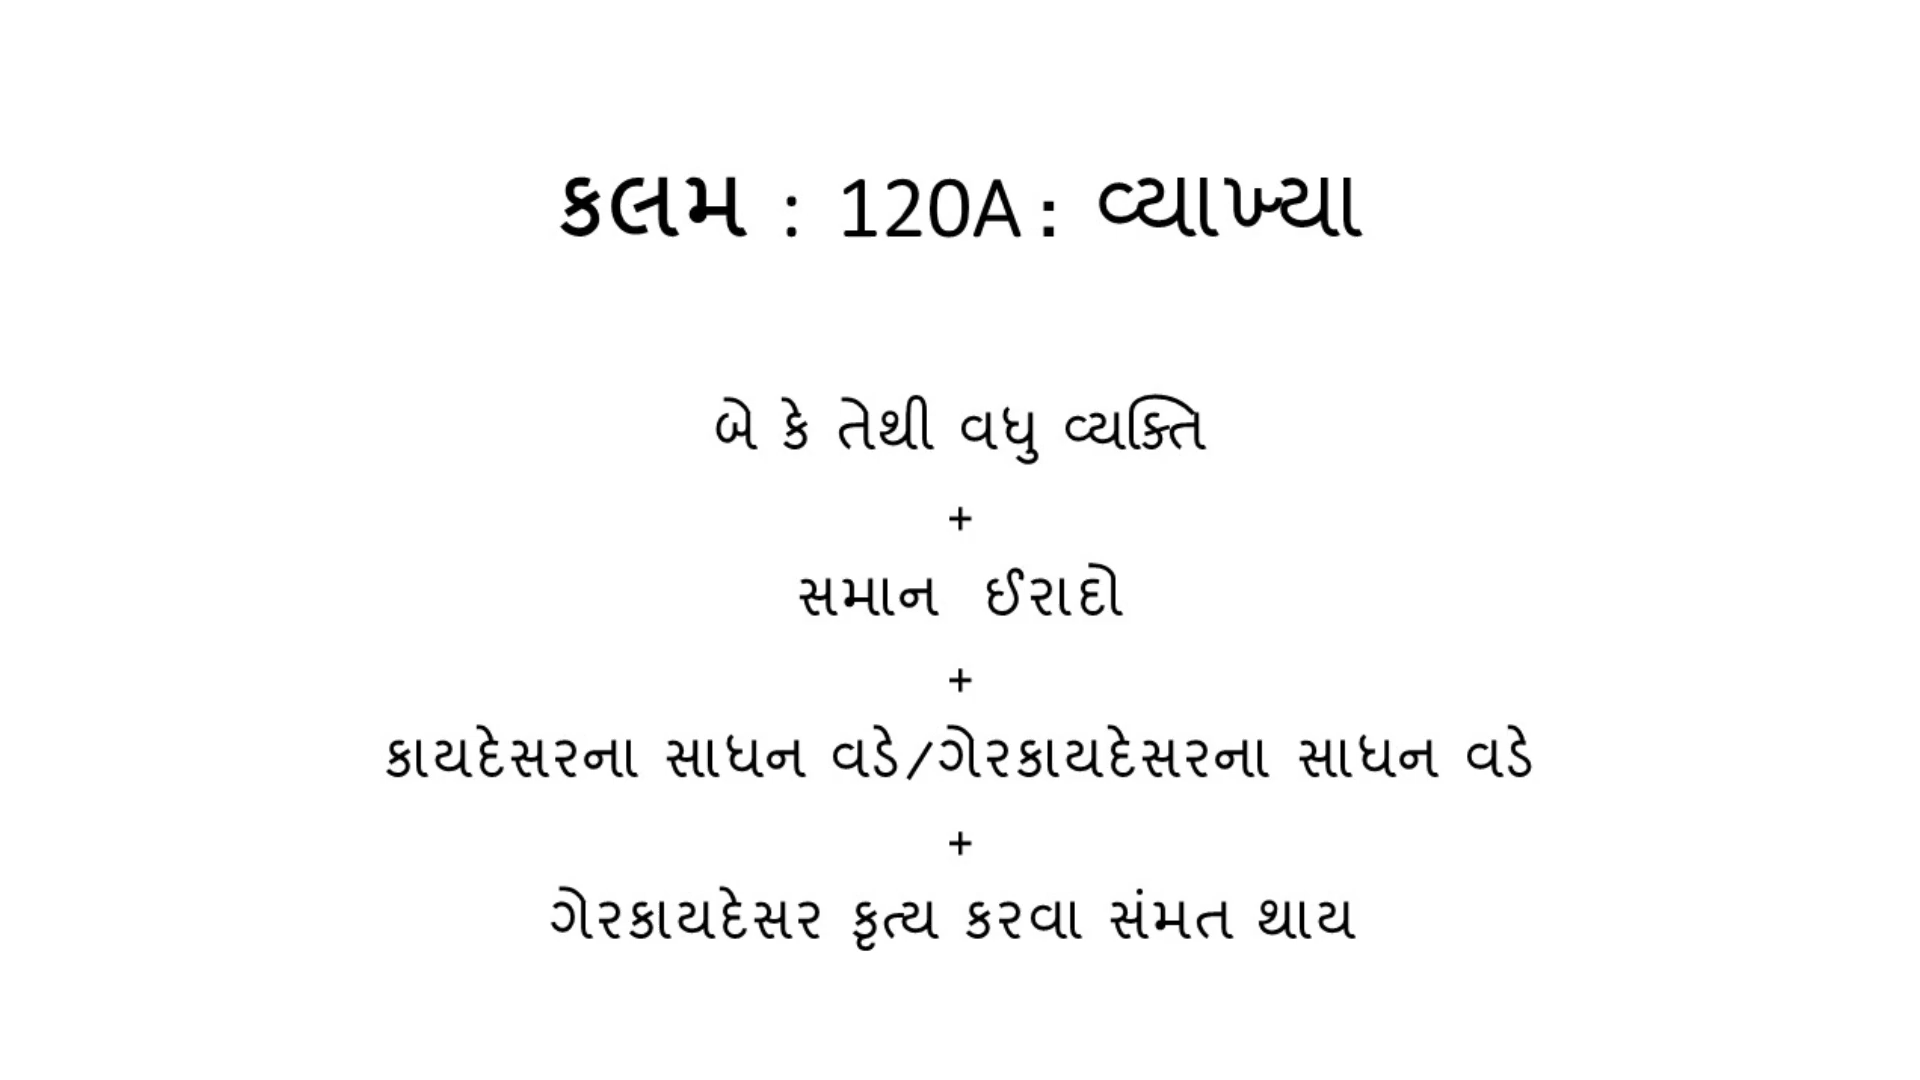 કલમ : 120A : વ્યાખ્યા
બે કે તેથી વધુ વ્યક્તિ
+
સમાન ઈરાદો
+
કાયદેસરના સાધન વડે/ગેરકાયદેસરના સાધન વડે
+
ગેરકાયદેસર કૃત્ય કરવા સંમત થાય